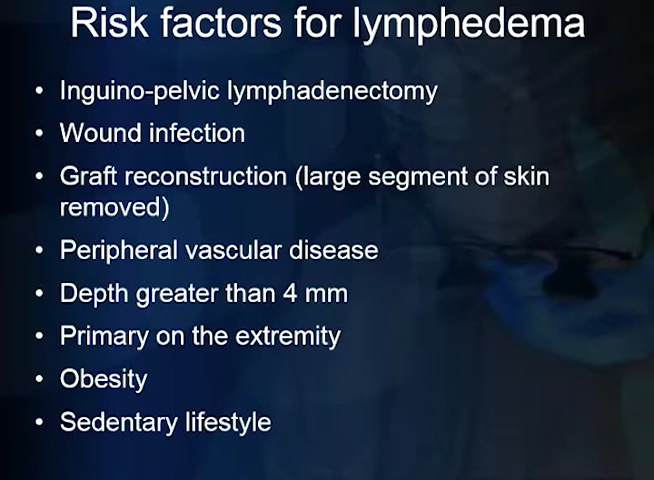 Risk factors for lymphedema
• Inguino-pelvic lymphadenectomy
• Wound infection
• Graft reconstruction (large segment of skin
removed)
• Peripheral vascular disease
• Depth greater than 4 mm
• Primary on the extremity
• Obesity
• Sedentary lifestyle